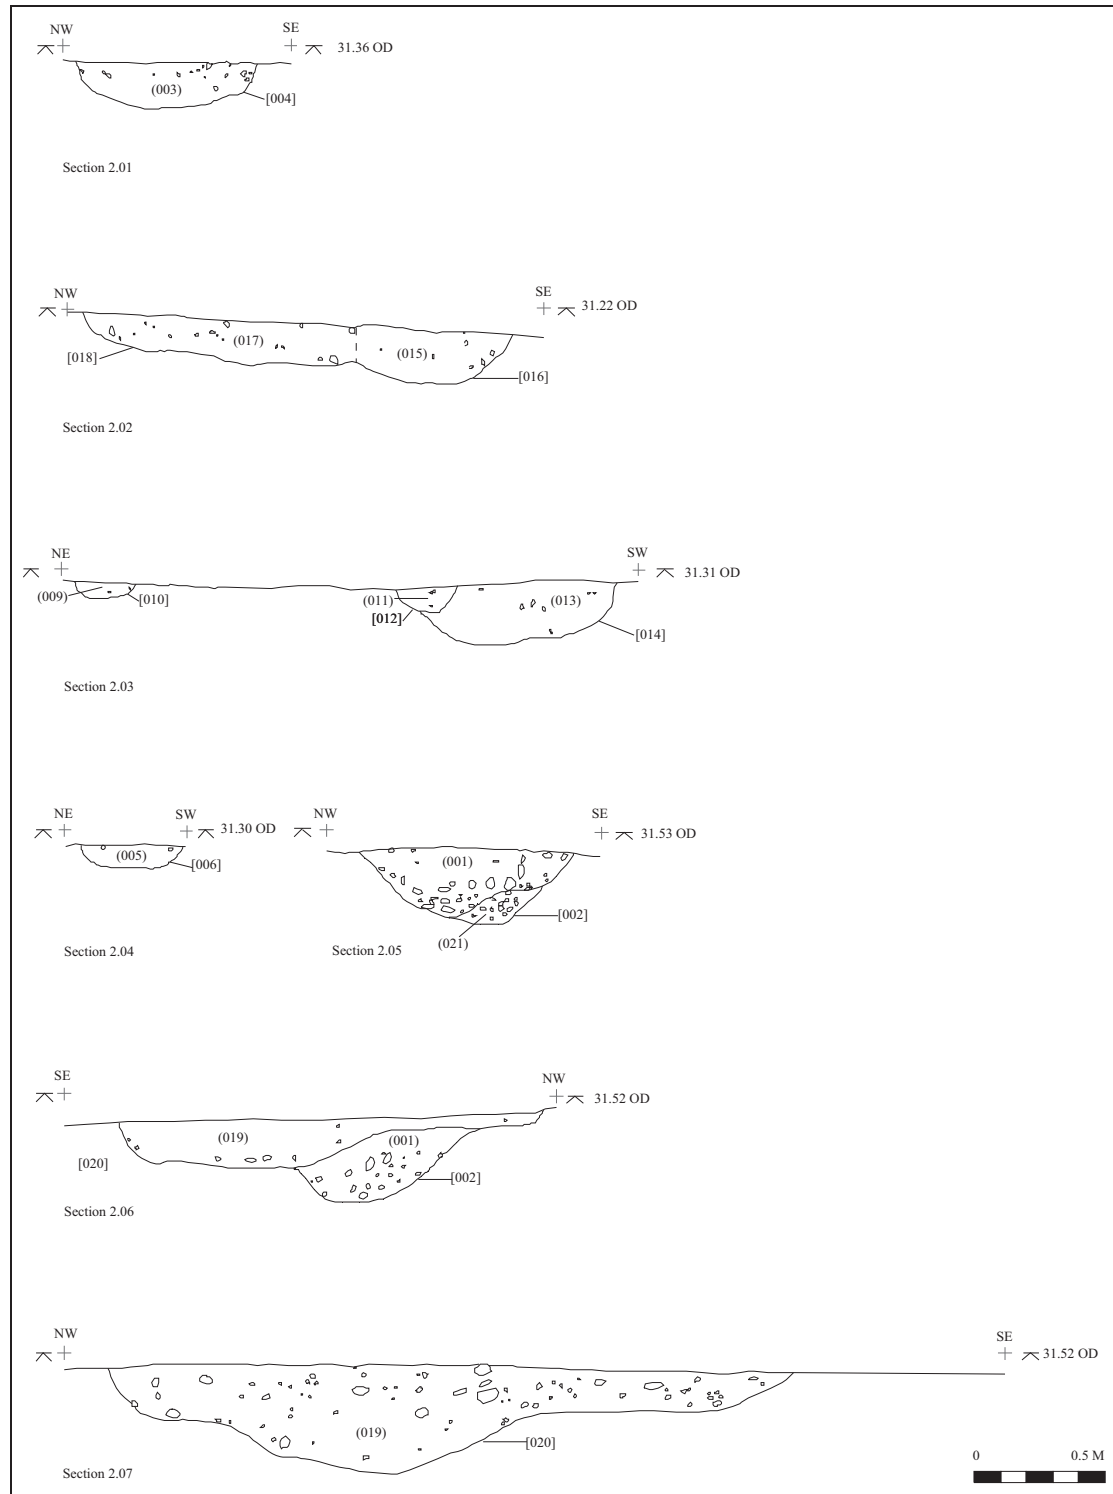 NW SE
31.36 OD
(003)
[004]
Section 2.01
NW SE
31.22 OD
(017)
(015)
[018]
[016]
Section 2.02
NE SW
31.31 OD
(009)
[010]
(011)
(013)
[012]
[014]
Section 2.03
NE SW
31.30 OD
(005)
[006]
Section 2.04
NW SE
31.53 OD
(001)
[002]
(021)
Section 2.05
SE NW
31.52 OD
(019)
(001)
[020]
[002]
Section 2.06
NW SE
31.52 OD
(019)
[020]
Section 2.07
0 0.5 M